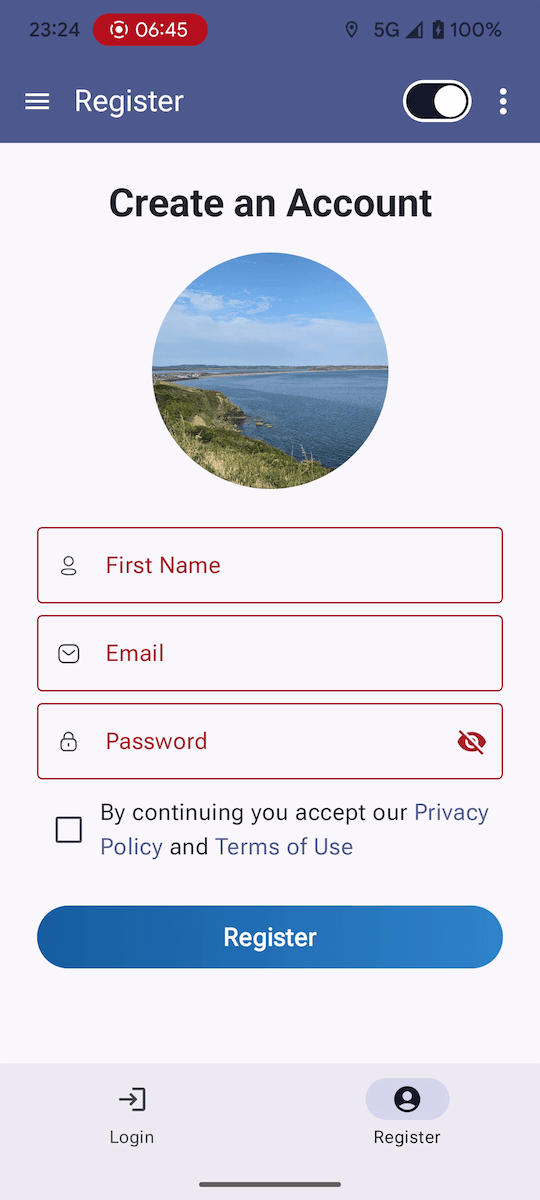 23:24 06:45 5G 100%
Register
Create an Account
First Name
Email
Password
By continuing you accept our Privacy
Policy and Terms of Use
Register
Login Register